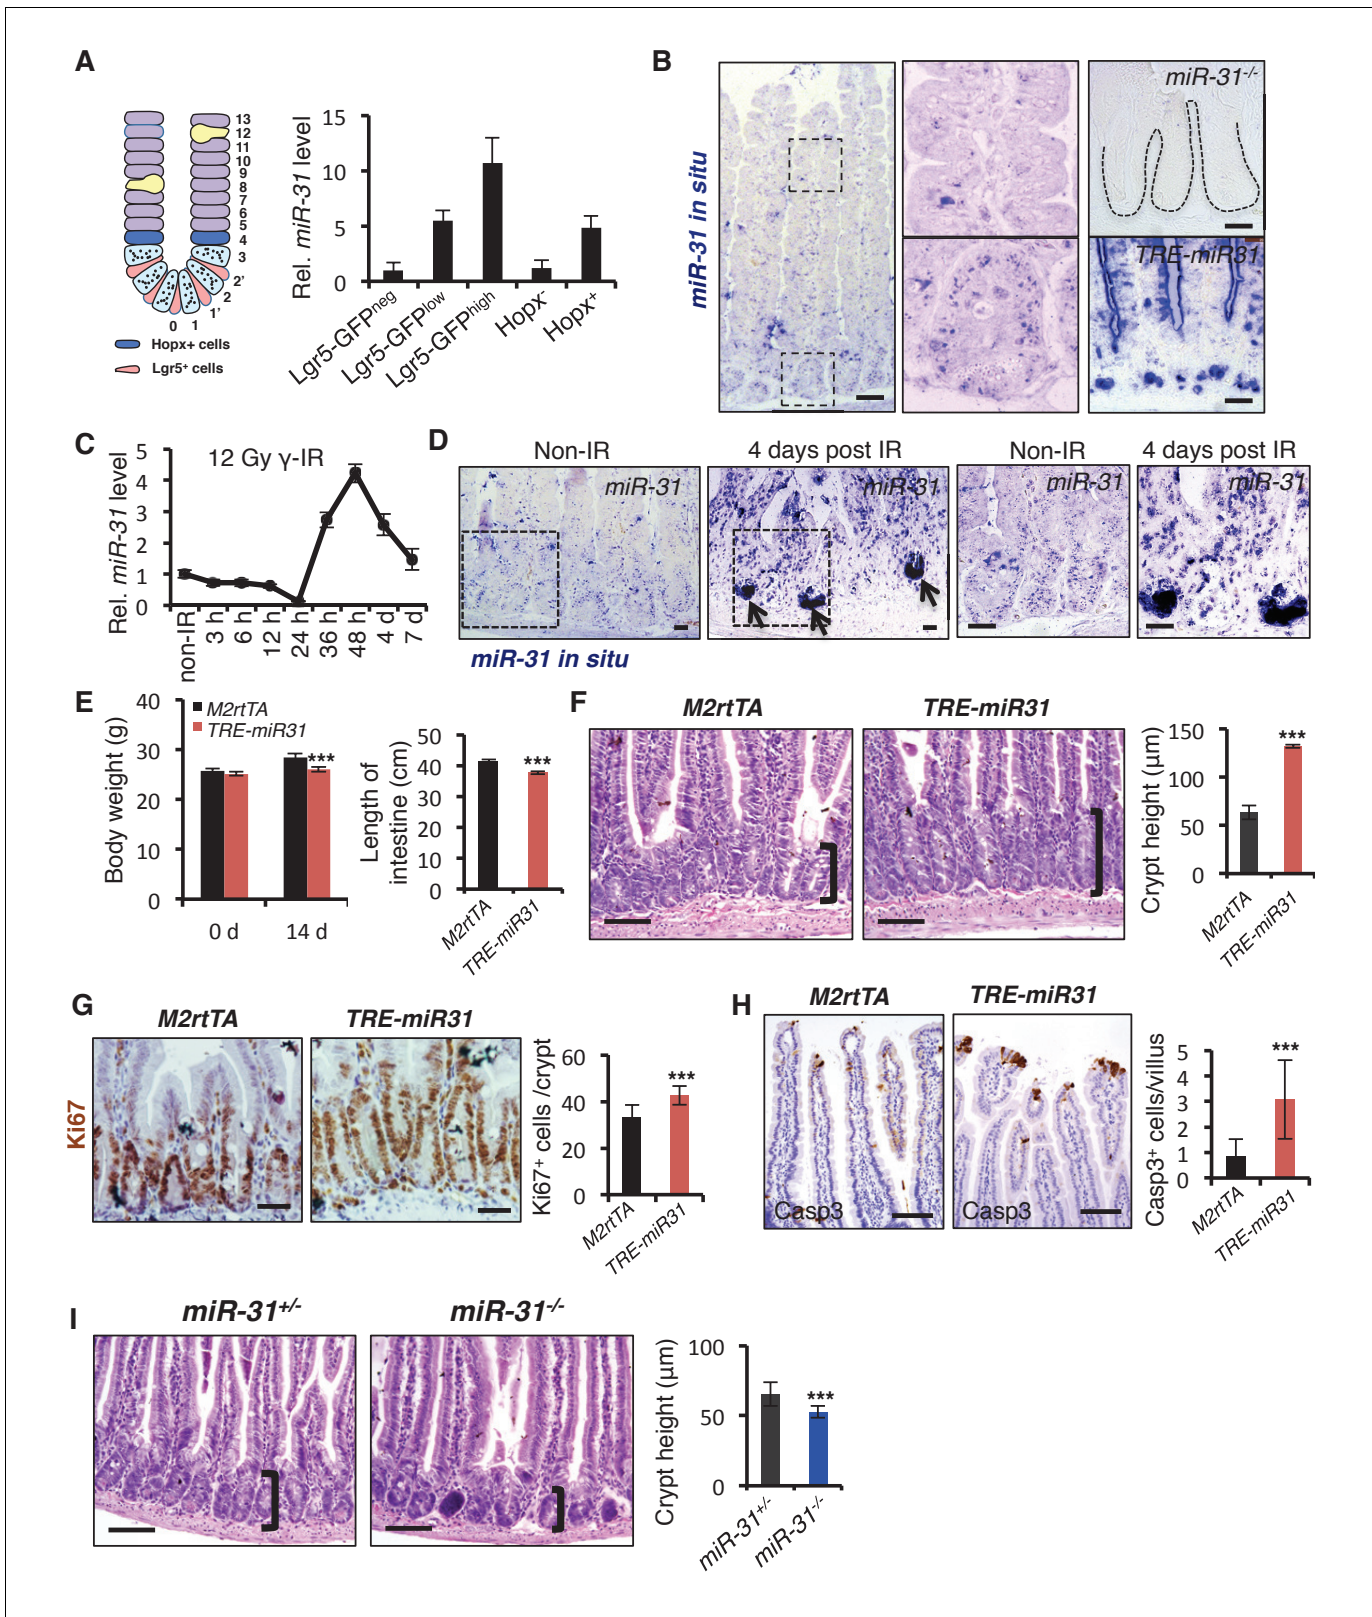 A
13
12
11
10
9
8
7
6
5
4
3
2'
2
1'
0 1
Hopx+ cells
Lgr5+ cells
Rel. miR-31 level
15
10
5
0
Lgr5-GFPneg
Lgr5-GFPlow
Lgr5-GFPhigh
Hopx-
Hopx+
B
miR-31 in situ
miR-31-/-
TRE-miR31
C
Rel. miR-31 level
12 Gy γ-IR
5
4
3
2
1
0
non-IR
3 h
6 h
12 h
24 h
36 h
48 h
4 d
7 d
D
Non-IR
4 days post IR
Non-IR
4 days post IR
miR-31
miR-31
miR-31
miR-31
miR-31 in situ
E
Body weight (g)
40
30
20
10
0
M2rtTA
TRE-miR31
***
0 d
14 d
Length of
intestine (cm)
50
40
30
20
10
0
***
M2rtTA
TRE-miR31
F
M2rtTA
TRE-miR31
Crypt height (μm)
150
100
50
0
***
M2rtTA
TRE-miR31
G
M2rtTA
TRE-miR31
Ki67
Ki67+ cells /crypt
60
40
20
0
***
M2rtTA
TRE-miR31
H
M2rtTA
TRE-miR31
Casp3
Casp3
Casp3+ cells/villus
5
4
3
2
1
0
***
M2rtTA
TRE-miR31
I
miR-31+/-
miR-31-/-
Crypt height (μm)
100
50
0
***
miR-31+/-
miR-31-/-